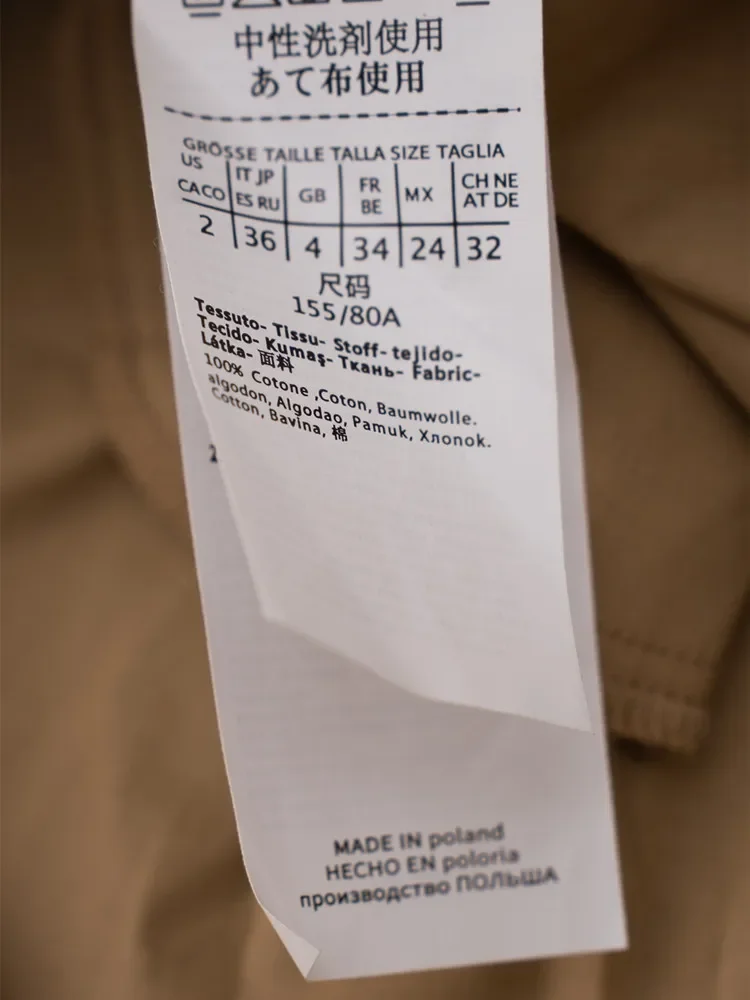 中性洗剤使用
あて布使用
GRÖSSE TAILLE TALLA SIZE TAGLIA
US CACO | IT JP ES RU | GB | FR BE | MX | CH NE AT DE
2 | 36 | 4 | 34 | 24 | 32
尺码
155/80A
Tessuto- Tissu- Stoff- tejido-
Tecido- Kumaş- Ткань- Fabric-
Látka- 面料
100% Cotone ,Coton, Baumwolle.
algodon, Algodao, Pamuk, Хлопок.
Cotton, Bavina, 棉
MADE IN poland
HECHO EN poloria
производство ПОЛЬША